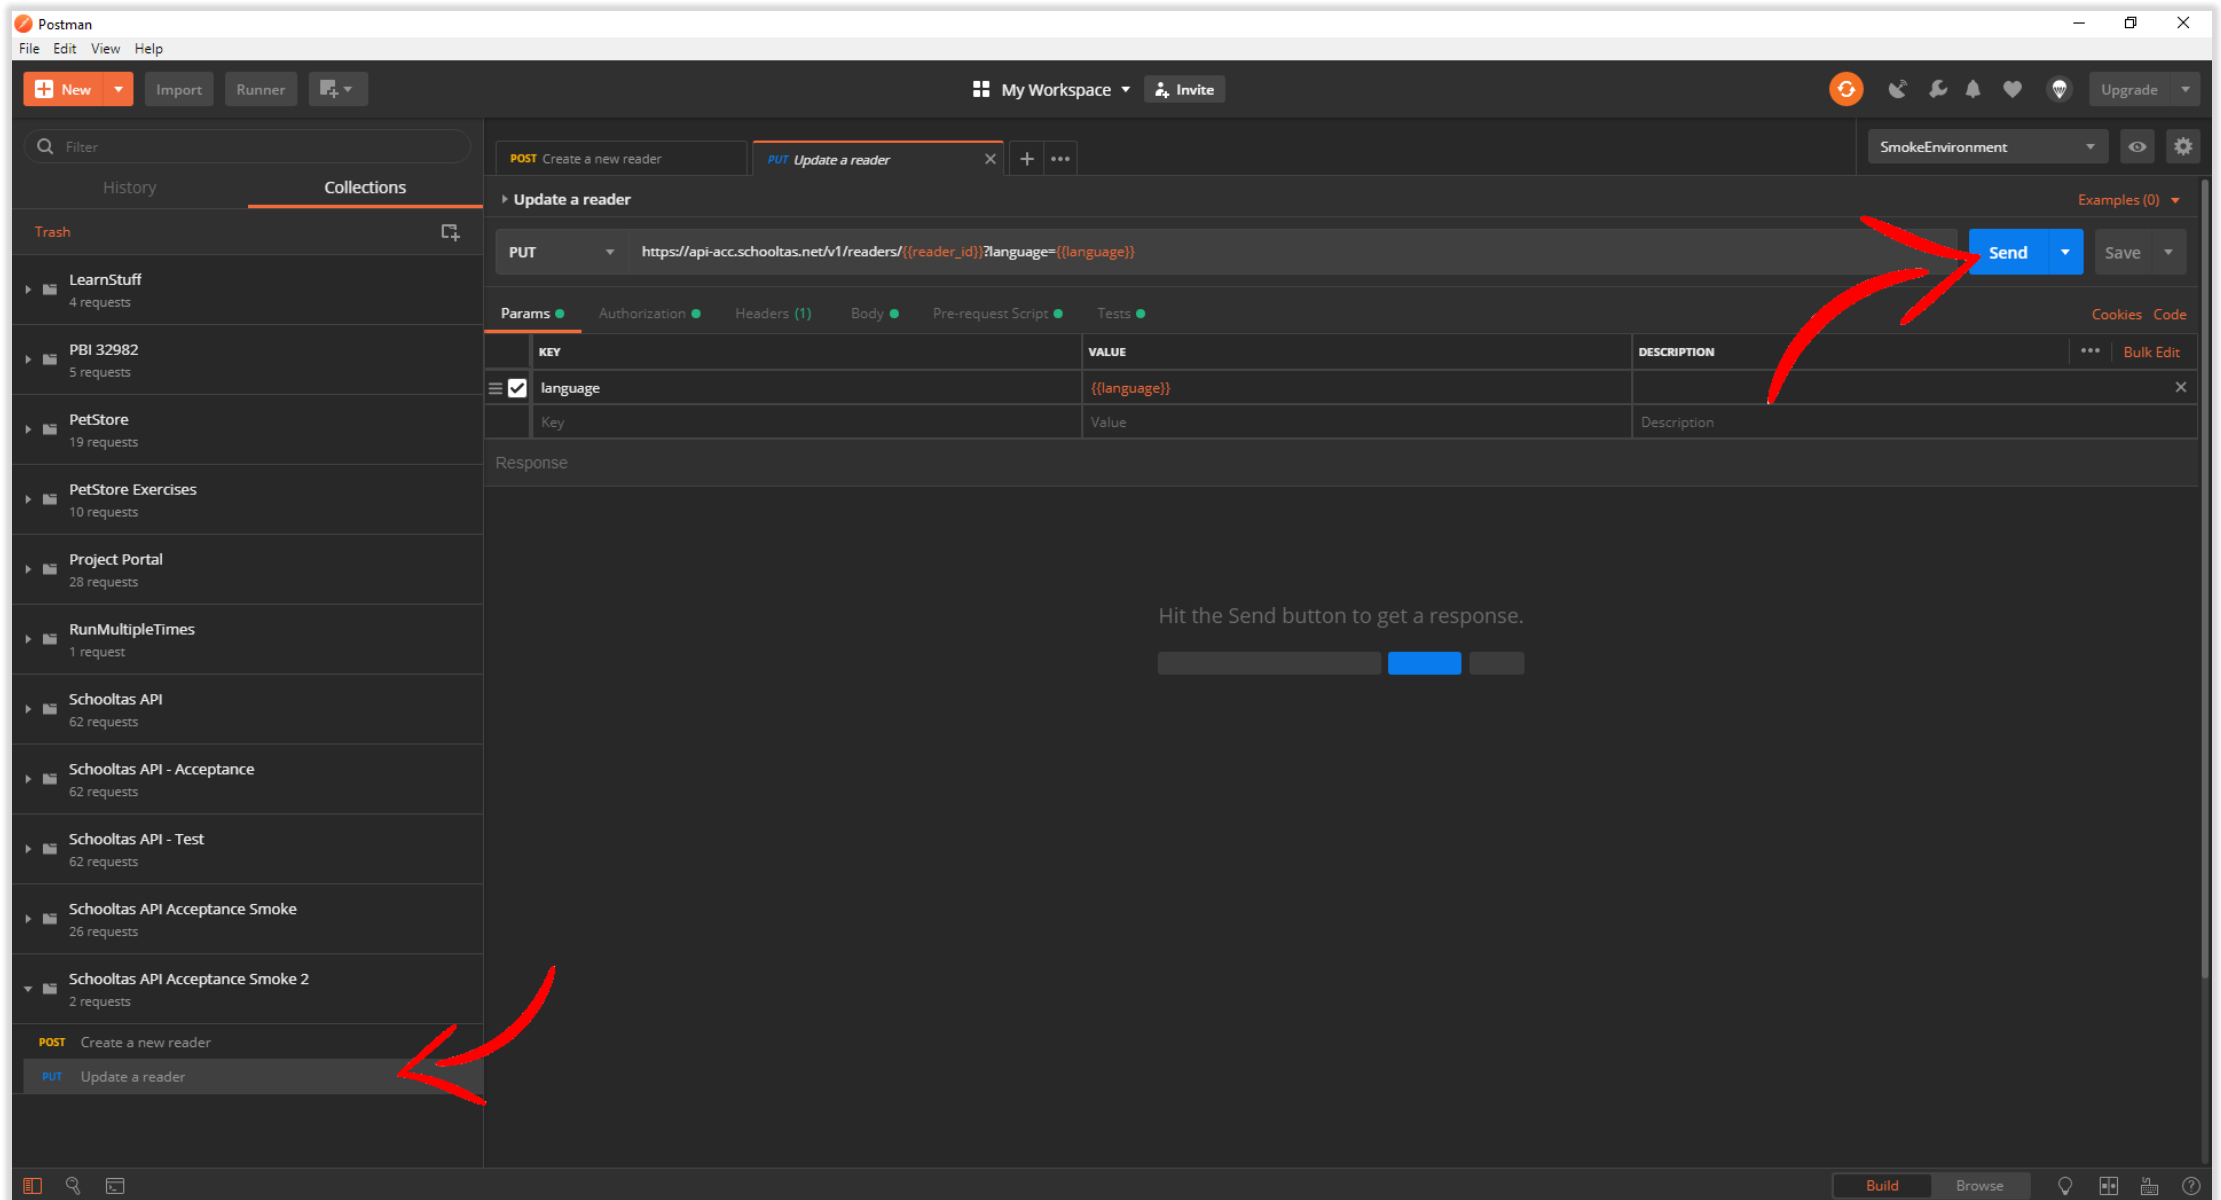 Postman
File Edit View Help
New Import Runner My Workspace Invite Upgrade
Filter
History Collections
Trash
LearnStuff
4 requests
PBI 32982
5 requests
PetStore
19 requests
PetStore Exercises
10 requests
Project Portal
28 requests
RunMultipleTimes
1 request
Schooltas API
62 requests
Schooltas API - Acceptance
62 requests
Schooltas API - Test
62 requests
Schooltas API Acceptance Smoke
26 requests
Schooltas API Acceptance Smoke 2
2 requests
POST Create a new reader
PUT Update a reader
POST Create a new reader PUT Update a reader SmokeEnvironment
Update a reader Examples (0)
PUT https://api-acc.schooltas.net/v1/readers/{{reader_id}}?language={{language}} Send Save
Params Authorization Headers (1) Body Pre-request Script Tests Cookies Code
KEY VALUE DESCRIPTION Bulk Edit
language {{language}}
Key Value Description
Response
Hit the Send button to get a response.
Build Browse